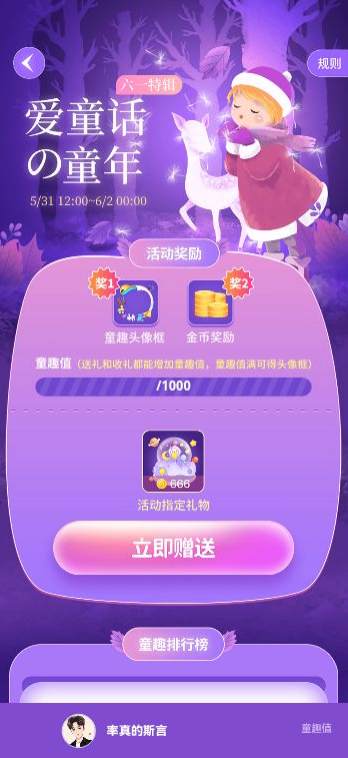 规则
六一特辑
爱童话
の童年
5/31 12:00~6/2 00:00
活动奖励
奖1
奖2
童趣头像框
金币奖励
童趣值(送礼和收礼都能增加童趣值，童趣值满可得头像框)
/1000
666
活动指定礼物
立即赠送
童趣排行榜
率真的斯言
童趣值